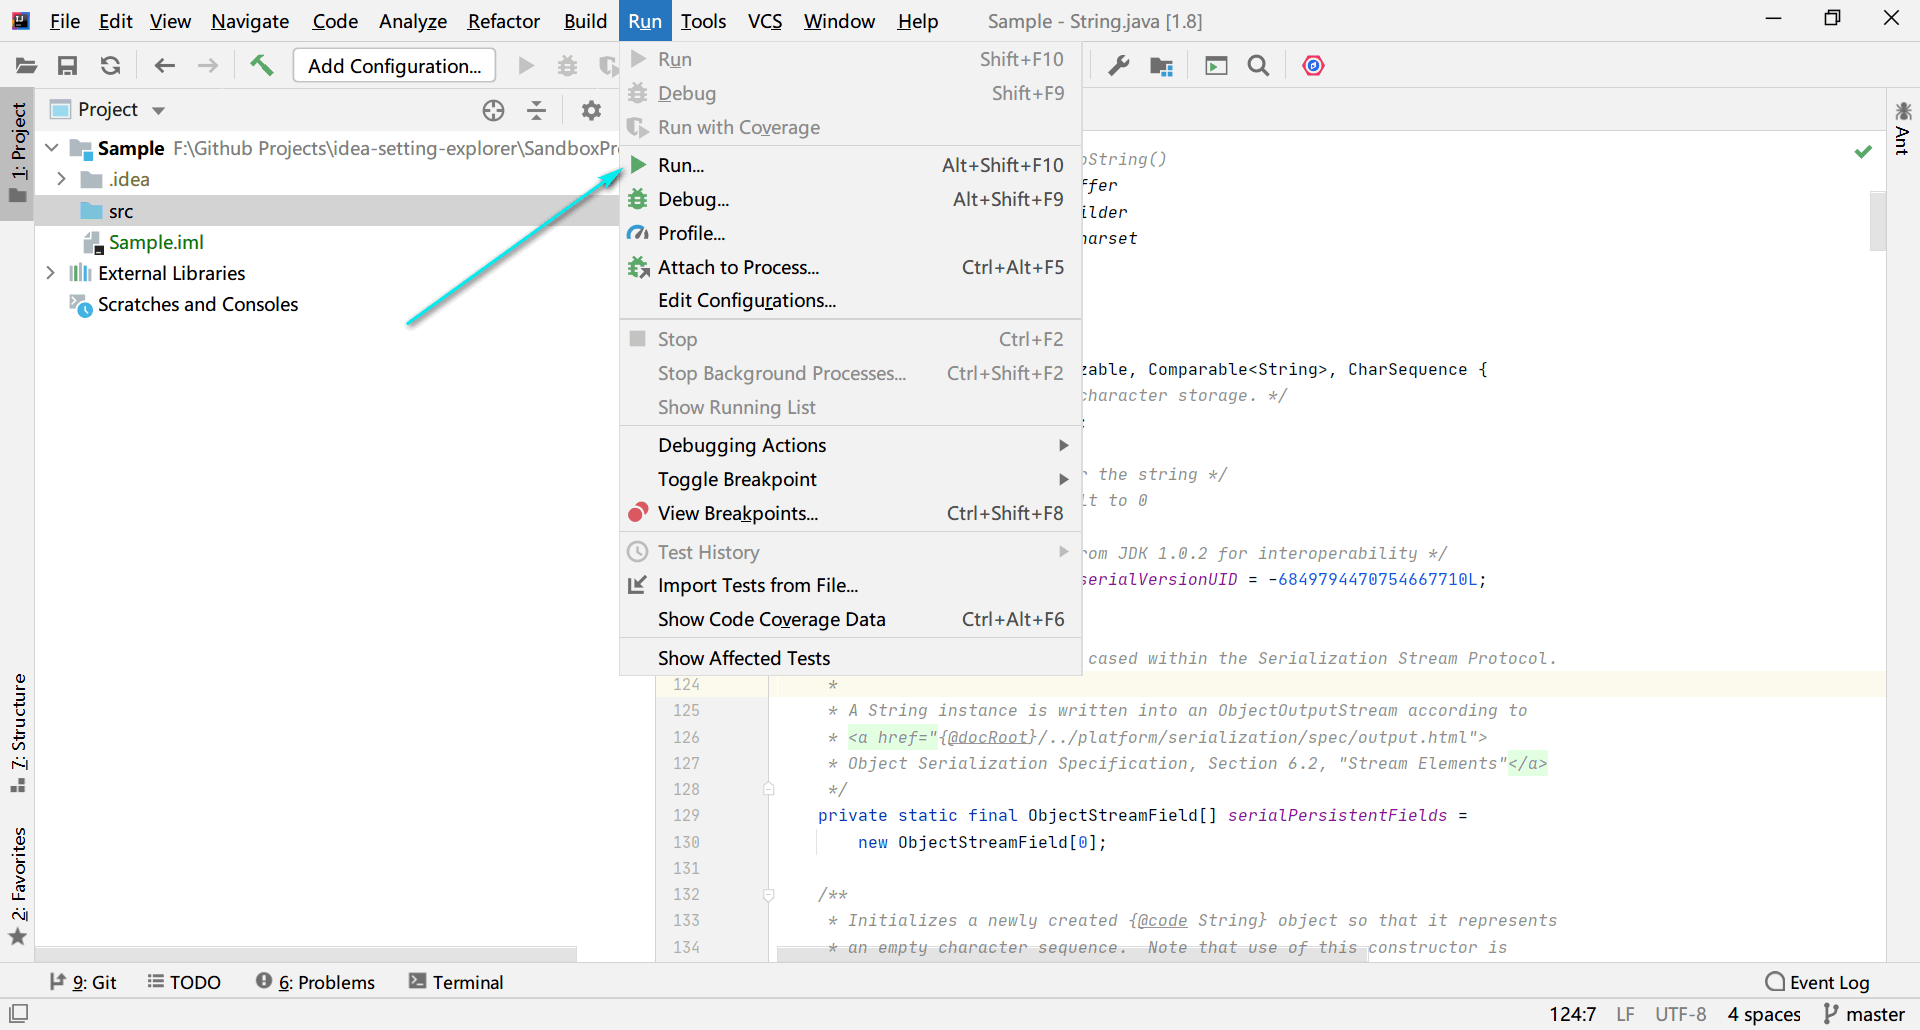 File Edit View Navigate Code Analyze Refactor Build Run Tools VCS Window Help Sample - String.java [1.8]
Add Configuration...
Project
1: Project
7: Structure
2: Favorites
Sample F:\Github Projects\idea-setting-explorer\SandboxPr
.idea
src
Sample.iml
External Libraries
Scratches and Consoles
Run Shift+F10
Debug Shift+F9
Run with Coverage
Run... Alt+Shift+F10
Debug... Alt+Shift+F9
Profile...
Attach to Process... Ctrl+Alt+F5
Edit Configurations...
Stop Ctrl+F2
Stop Background Processes... Ctrl+Shift+F2
Show Running List
Debugging Actions
Toggle Breakpoint
View Breakpoints... Ctrl+Shift+F8
Test History
Import Tests from File...
Show Code Coverage Data Ctrl+Alt+F6
Show Affected Tests
Ant
String()
ffer
ilder
harset
zable, Comparable<String>, CharSequence {
character storage. */
;
r the string */
lt to 0
rom JDK 1.0.2 for interoperability */
serialVersionUID = -6849794470754667710L;
cased within the Serialization Stream Protocol.
124 *
125 * A String instance is written into an ObjectOutputStream according to
126 * <a href="{@docRoot}/../platform/serialization/spec/output.html">
127 * Object Serialization Specification, Section 6.2, "Stream Elements"</a>
128 */
129 private static final ObjectStreamField[] serialPersistentFields =
130 new ObjectStreamField[0];
131
132 /**
133 * Initializes a newly created {@code String} object so that it represents
134 * an empty character sequence. Note that use of this constructor is
9: Git TODO 6: Problems Terminal Event Log
124:7 LF UTF-8 4 spaces master